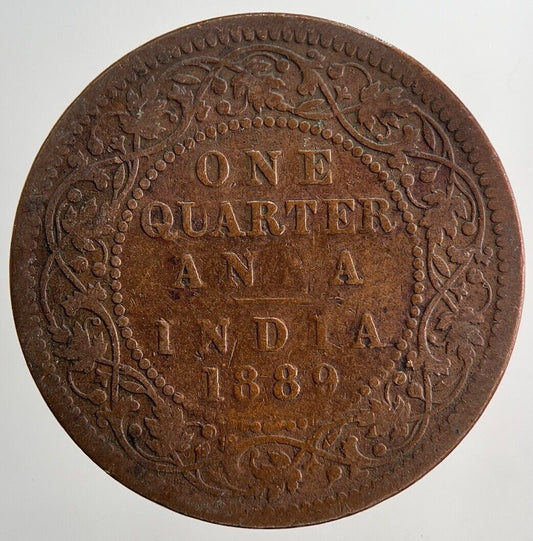 ONE
QUARTER
ANNA
INDIA
1889